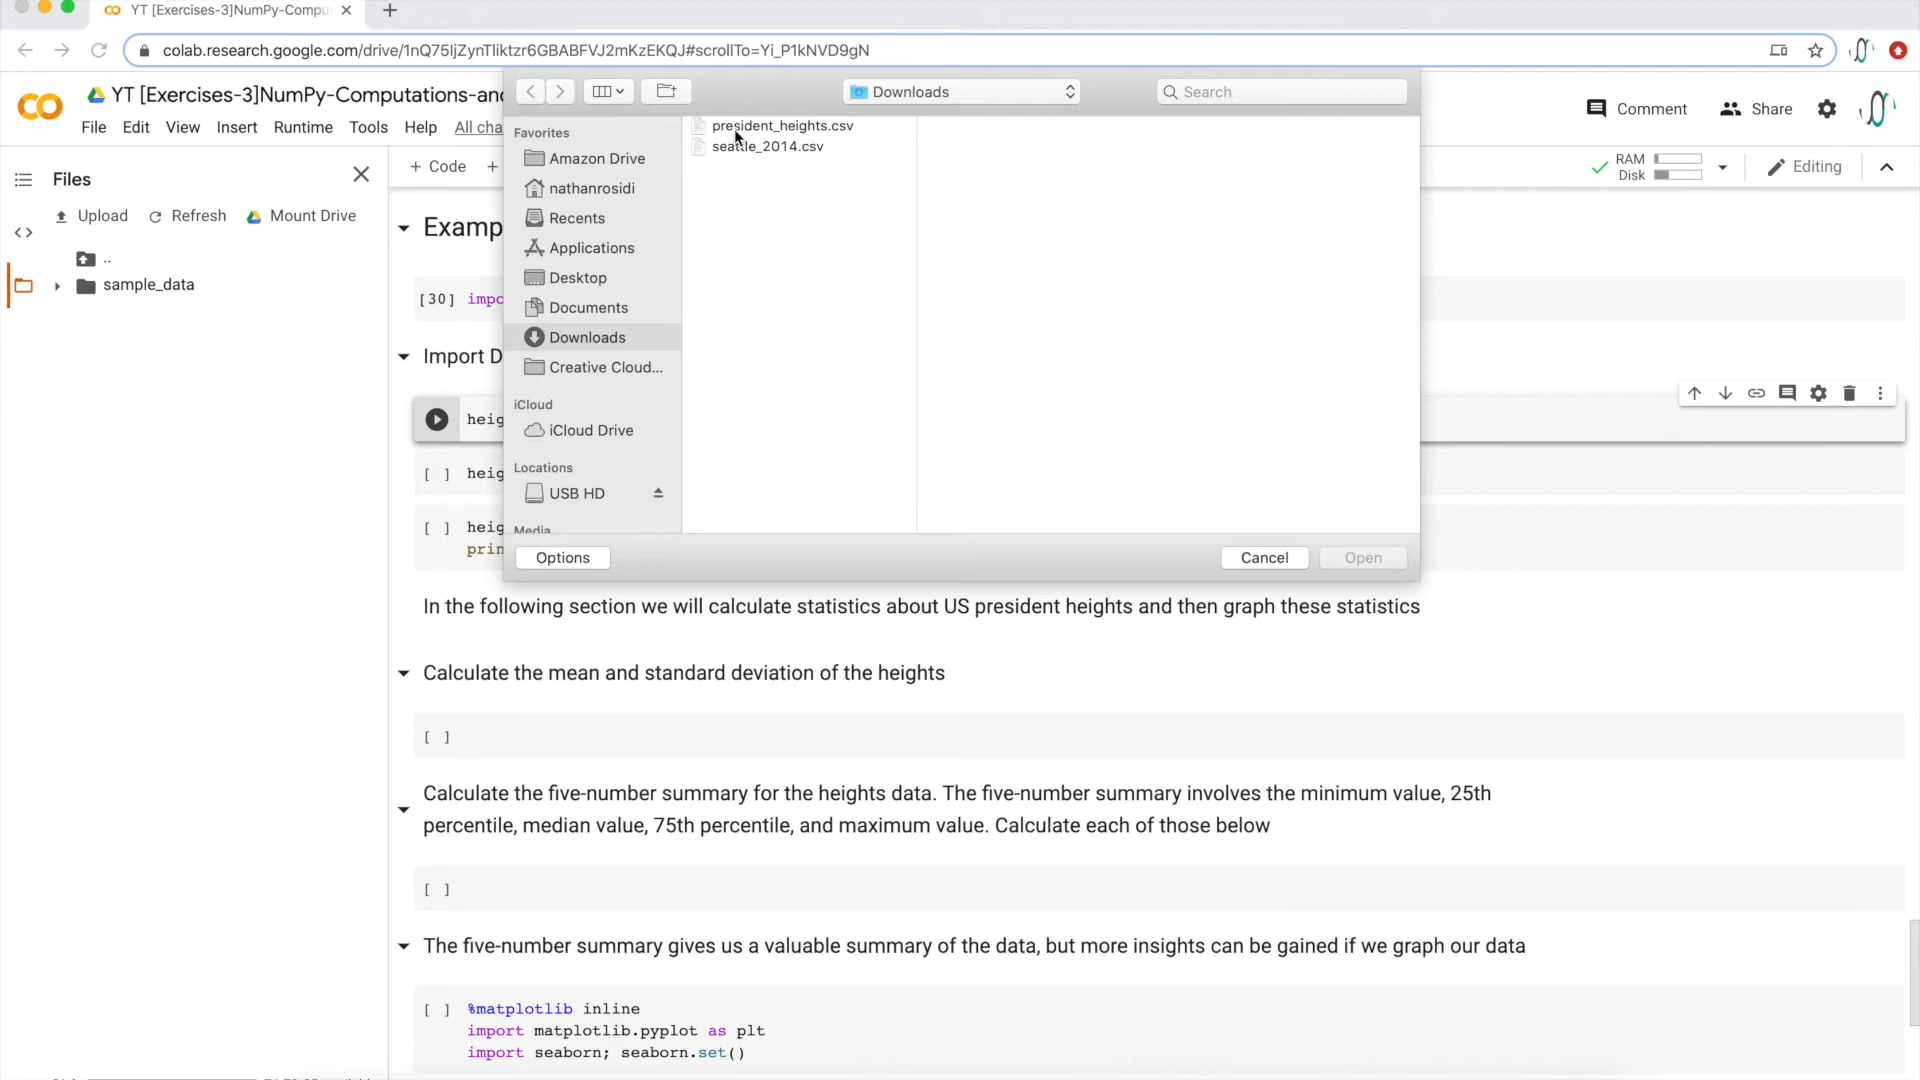 YT [Exercises-3]NumPy-Compu
colab.research.google.com/drive/1nQ75ljZynTliktzr6GBABFVJ2mKzEKQJ#scrollTo=Yi_P1kNVD9gN
YT [Exercises-3]NumPy-Computations-and
Downloads
Search
Comment
Share
File Edit View Insert Runtime Tools Help All cha
Favorites
president_heights.csv
seattle_2014.csv
Amazon Drive
nathanrosidi
Recents
Applications
Desktop
Documents
Downloads
Creative Cloud...
iCloud
iCloud Drive
Locations
USB HD
Media
Options
Cancel
Open
+ Code +
RAM
Disk
Editing
Files
Upload Refresh Mount Drive
..
sample_data
Examp
[30] impo
Import D
heig
[ ] heig
[ ] heig
prin
In the following section we will calculate statistics about US president heights and then graph these statistics
Calculate the mean and standard deviation of the heights
[ ]
Calculate the five-number summary for the heights data. The five-number summary involves the minimum value, 25th
percentile, median value, 75th percentile, and maximum value. Calculate each of those below
[ ]
The five-number summary gives us a valuable summary of the data, but more insights can be gained if we graph our data
[ ] %matplotlib inline
import matplotlib.pyplot as plt
import seaborn; seaborn.set()